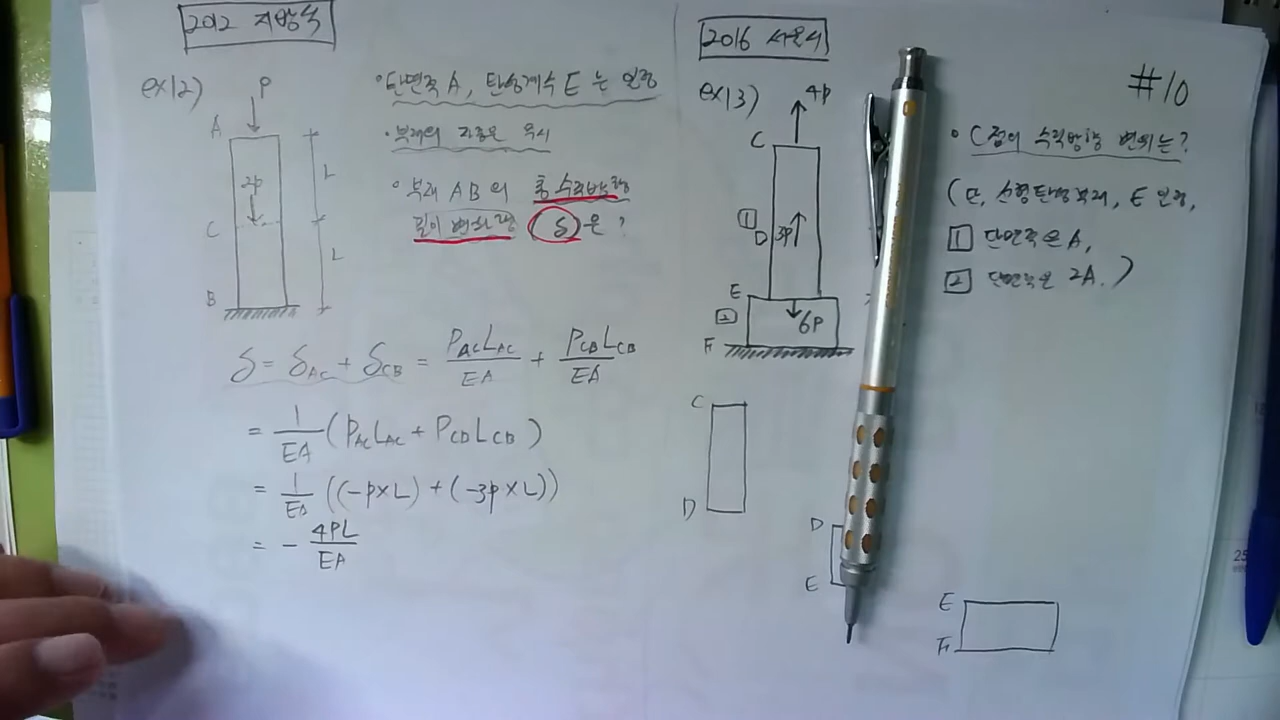 2012 지방직
ex12)
P
A
2P
L
C
L
B
• 단면적 A, 탄성계수 E 는 일정
• 부재의 자중은 무시
• 부재 AB 의 총 수직방향
길이 변화량 δ 은?
δ = δAC + δCB = PACLAC/EA + PCBLCB/EA
= 1/EA (PACLAC + PCBLCB)
= 1/EA ((-P×L) + (-3P×L))
= - 4PL/EA
2016 서울시
ex13)
4P
C
1
D
3P
E
2
6P
F
#10
• C점의 수직방향 변위는?
(단, 선형탄성부재, E 일정,
1 단면적은 A,
2 단면적은 2A.)
C
D
D
E
E
F
25